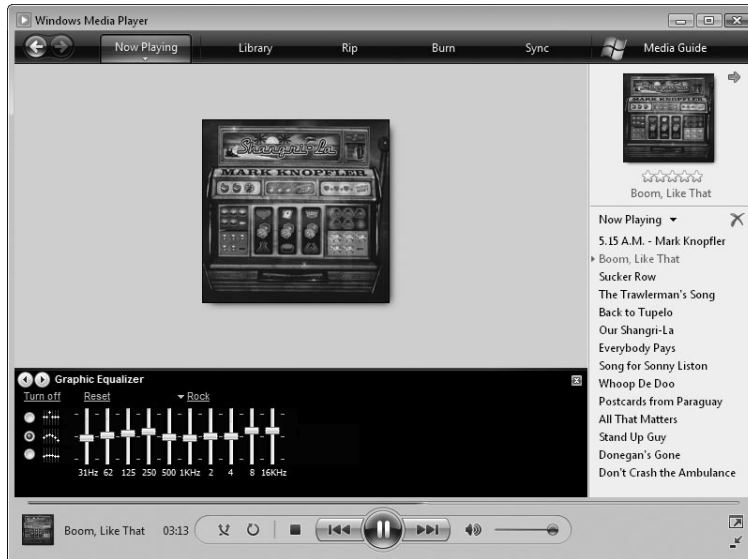 Windows Media Player
Now Playing Library Rip Burn Sync Media Guide
Shangri-La
MARK KNOPFLER
Shangri-La
MARK KNOPFLER
Boom, Like That
Now Playing
5.15 A.M. - Mark Knopfler
Boom, Like That
Sucker Row
The Trawlerman's Song
Back to Tupelo
Our Shangri-La
Everybody Pays
Song for Sonny Liston
Whoop De Doo
Postcards from Paraguay
All That Matters
Stand Up Guy
Donegan's Gone
Don't Crash the Ambulance
Graphic Equalizer
Turn off Reset Rock
31Hz 62 125 250 500 1KHz 2 4 8 16KHz
Boom, Like That 03:13